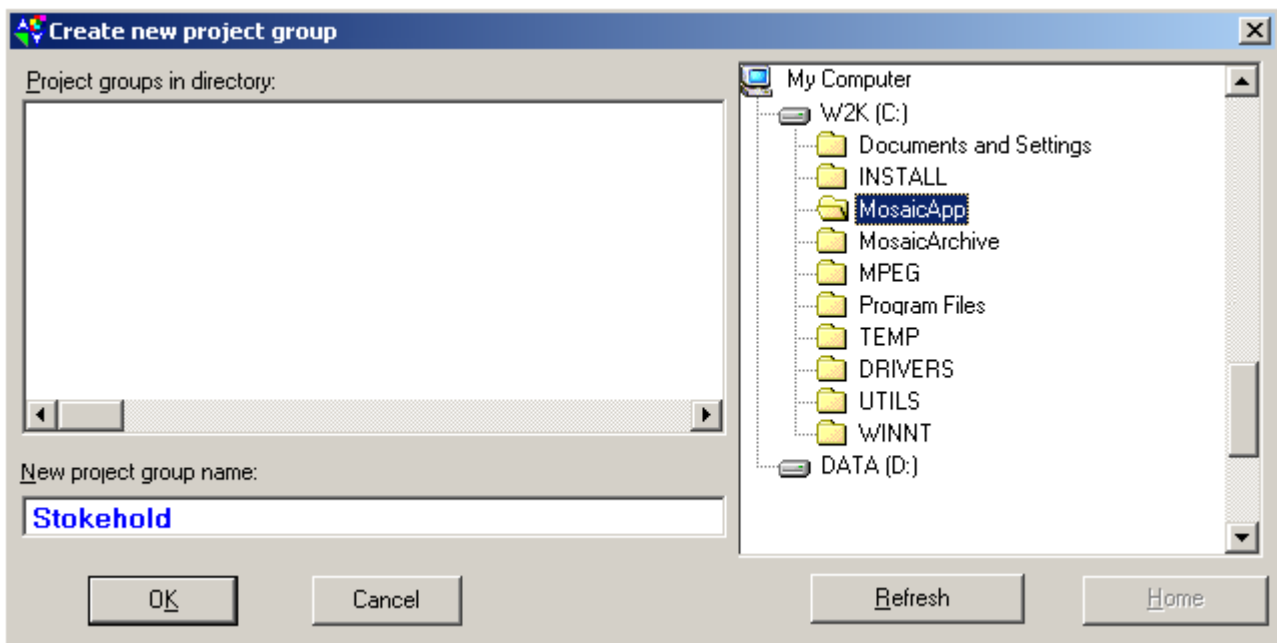 Create new project group
Project groups in directory:
New project group name:
Stokehold
OK
Cancel
My Computer
W2K (C:)
Documents and Settings
INSTALL
MosaicApp
MosaicArchive
MPEG
Program Files
TEMP
DRIVERS
UTILS
WINNT
DATA (D:)
Refresh
Home